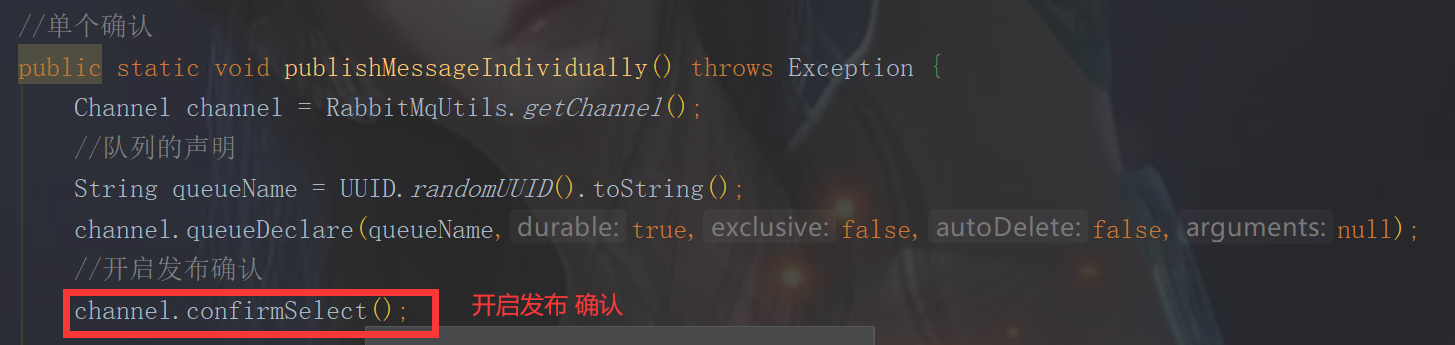 //单个确认
public static void publishMessageIndividually() throws Exception {
Channel channel = RabbitMqUtils.getChannel();
//队列的声明
String queueName = UUID.randomUUID().toString();
channel.queueDeclare(queueName, durable: true, exclusive: false, autoDelete: false, arguments: null);
//开启发布确认
channel.confirmSelect(); 开启发布 确认